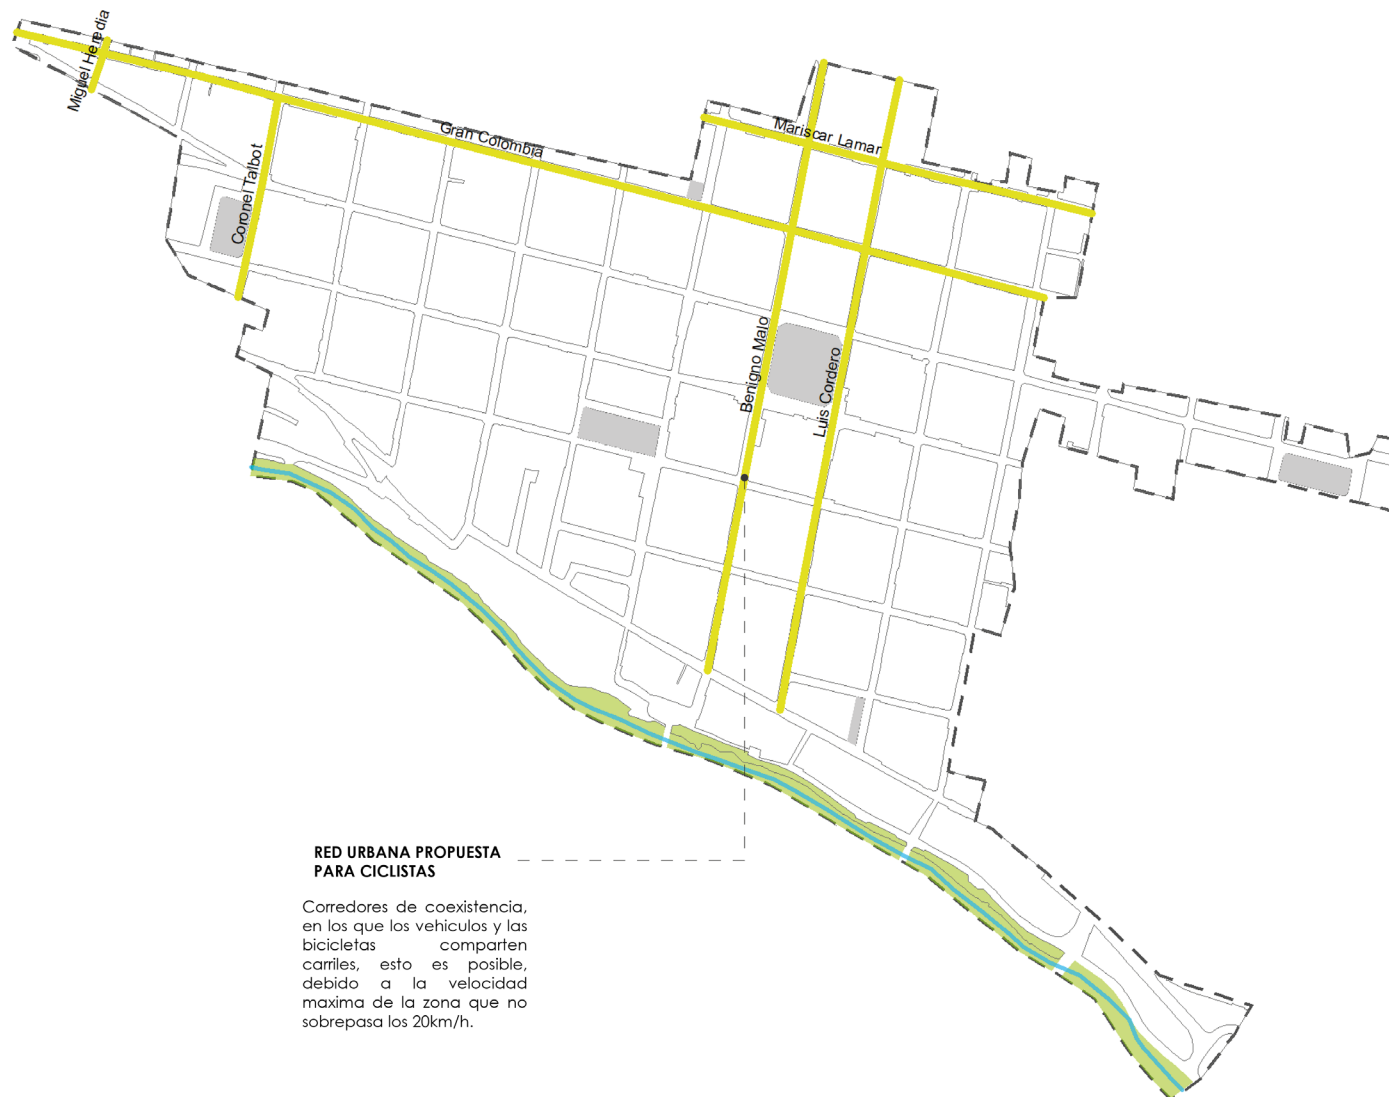 Miguel Heredia
Gran Colombia
Mariscar Lamar
Coronel Talbot
Benigno Malo
Luis Cordero
RED URBANA PROPUESTA
PARA CICLISTAS
Corredores de coexistencia,
en los que los vehiculos y las
bicicletas comparten
carriles, esto es posible,
debido a la velocidad
maxima de la zona que no
sobrepasa los 20km/h.